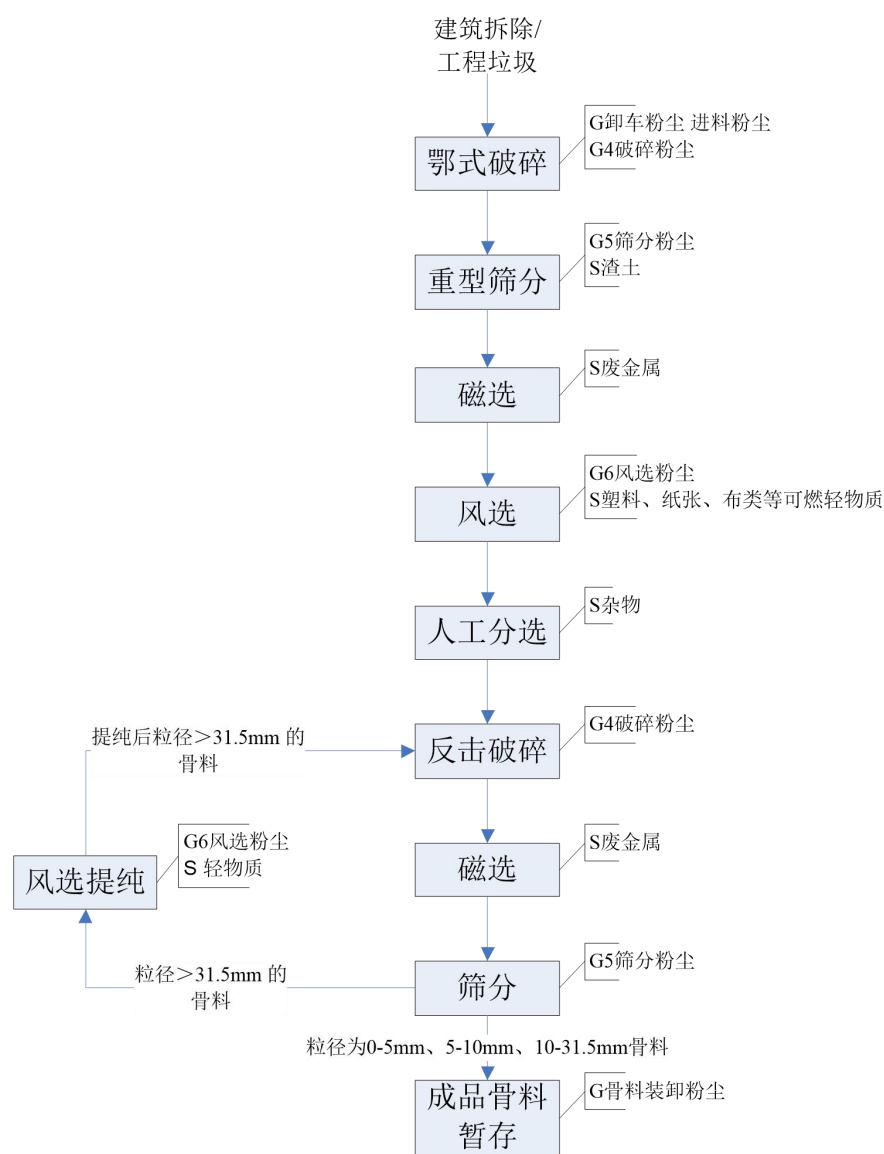 建筑拆除/
工程垃圾
G卸车粉尘 进料粉尘
G4破碎粉尘
鄂式破碎
G5筛分粉尘
S渣土
重型筛分
S废金属
磁选
G6风选粉尘
S塑料、纸张、布类等可燃轻物质
风选
S杂物
人工分选
G4破碎粉尘
反击破碎
提纯后粒径＞31.5mm 的
骨料
S废金属
磁选
G6风选粉尘
S 轻物质
风选提纯
G5筛分粉尘
筛分
粒径＞31.5mm 的
骨料
粒径为0-5mm、5-10mm、10-31.5mm骨料
G骨料装卸粉尘
成品骨料
暂存